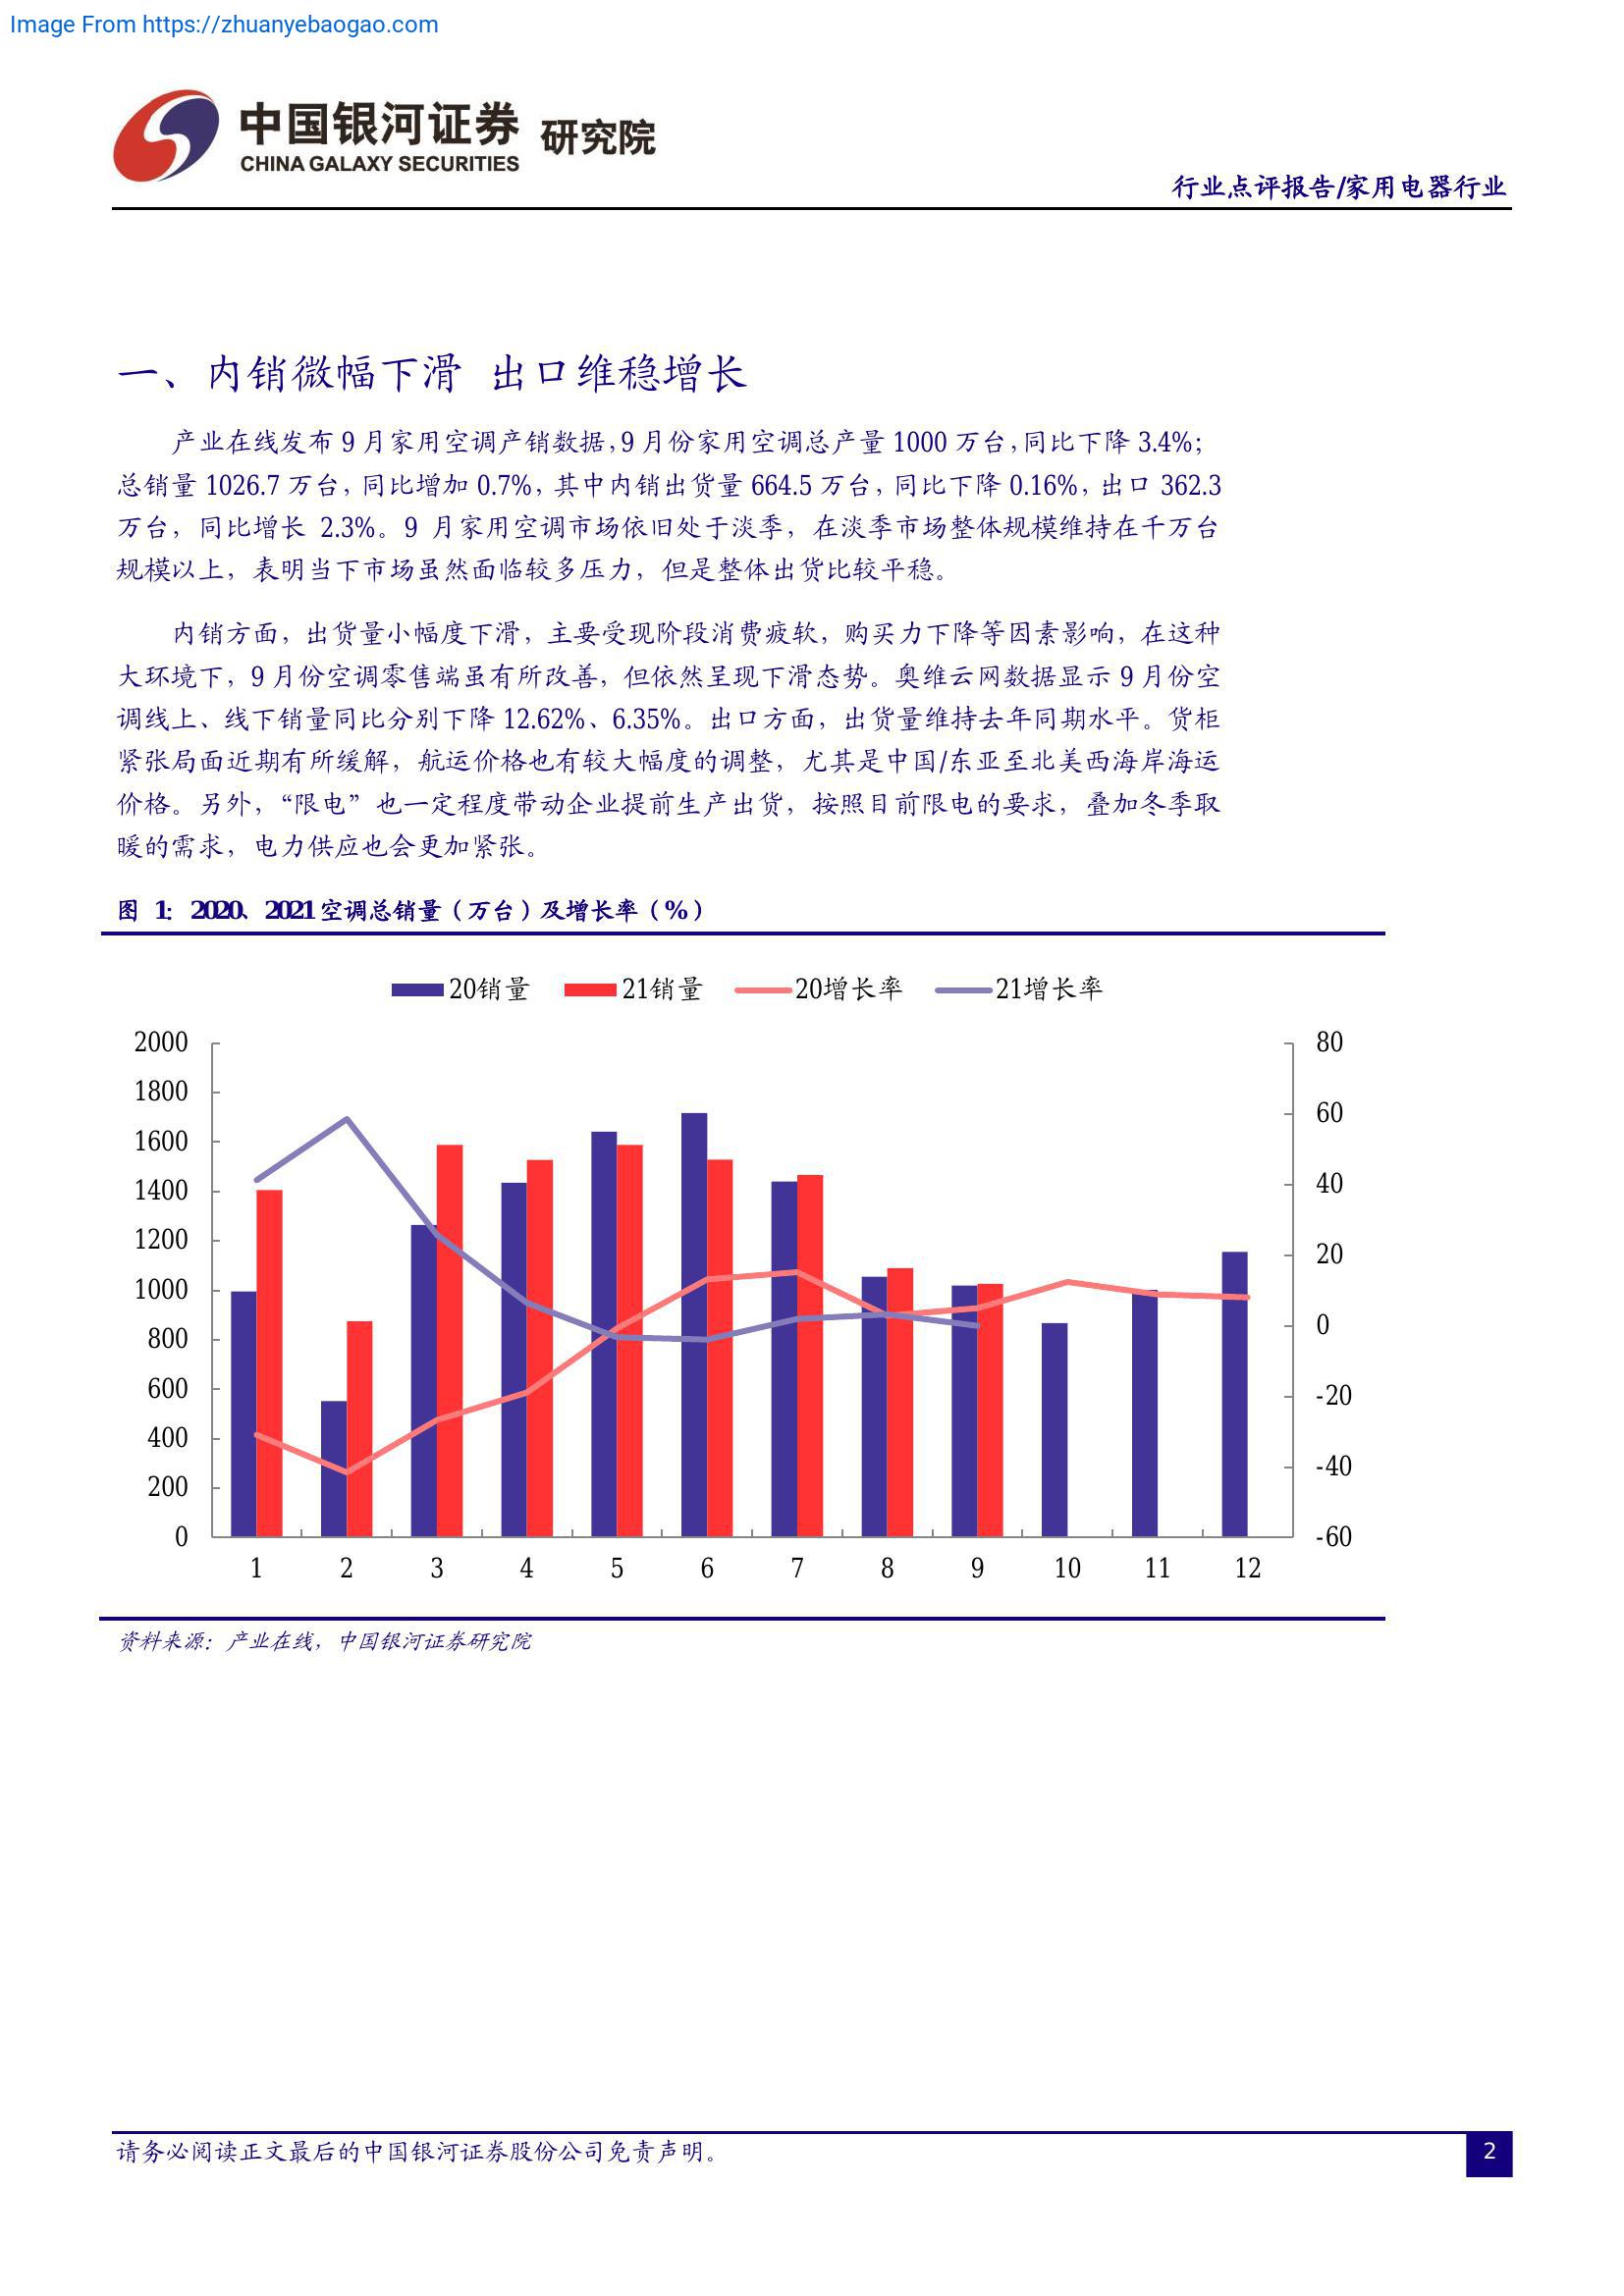 Image From https://zhuanyebaogao.com
中国银河证券 研究院
CHINA GALAXY SECURITIES
行业点评报告/家用电器行业
一、内销微幅下滑 出口维稳增长
产业在线发布 9 月家用空调产销数据，9 月份家用空调总产量 1000 万台，同比下降 3.4%；
总销量 1026.7 万台，同比增加 0.7%，其中内销出货量 664.5 万台，同比下降 0.16%，出口 362.3
万台，同比增长 2.3%。9 月家用空调市场依旧处于淡季，在淡季市场整体规模维持在千万台
规模以上，表明当下市场虽然面临较多压力，但是整体出货比较平稳。
内销方面，出货量小幅度下滑，主要受现阶段消费疲软，购买力下降等因素影响，在这种
大环境下，9 月份空调零售端虽有所改善，但依然呈现下滑态势。奥维云网数据显示 9 月份空
调线上、线下销量同比分别下降 12.62%、6.35%。出口方面，出货量维持去年同期水平。货柜
紧张局面近期有所缓解，航运价格也有较大幅度的调整，尤其是中国/东亚至北美西海岸海运
价格。另外，“限电”也一定程度带动企业提前生产出货，按照目前限电的要求，叠加冬季取
暖的需求，电力供应也会更加紧张。
图 1：2020、2021 空调总销量（万台）及增长率（%）
20销量 21销量 20增长率 21增长率
2000 80
1800
1600 60
1400 40
1200 20
1000
800 0
600 -20
400 -40
200
0 -60
1 2 3 4 5 6 7 8 9 10 11 12
资料来源：产业在线，中国银河证券研究院
请务必阅读正文最后的中国银河证券股份公司免责声明。
2